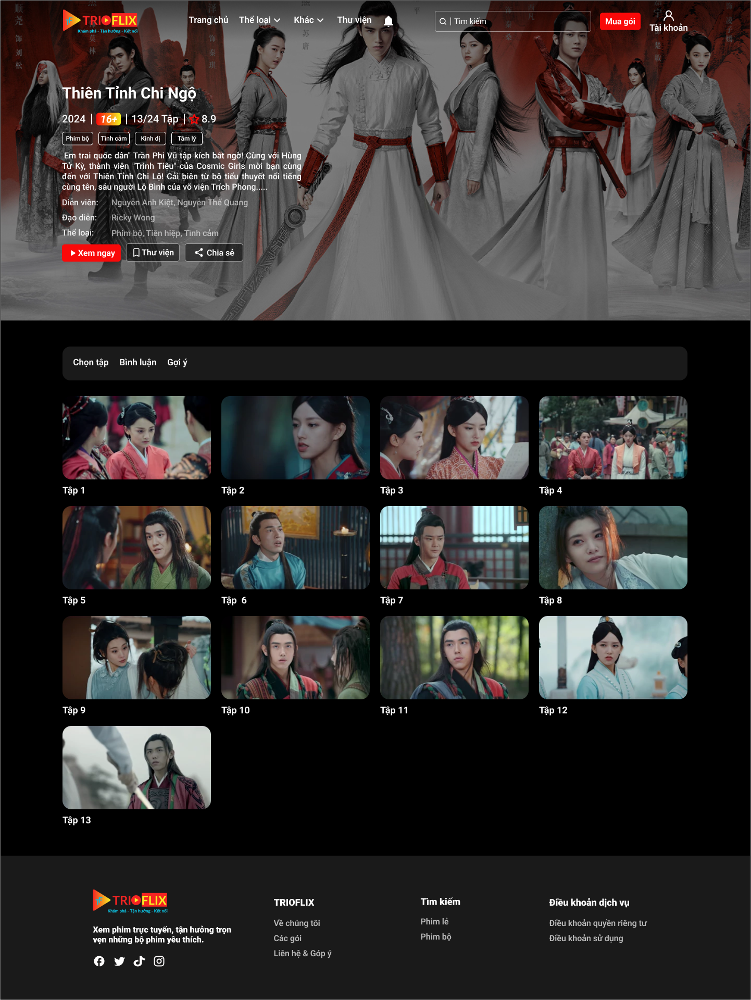 TRIOFLIX
Khám phá - Tận hưởng - Kết nối
Trang chủ Thể loại Khác Thư viện
Tìm kiếm
Mua gói
Tài khoản
Thiên Tỉnh Chi Ngộ
2024 | 16+ | 13/24 Tập | 8.9
Phim bộ Tình cảm Kinh dị Tâm lý
Em trai quốc dân" Trần Phi Vũ tập kích bất ngờ! Cùng với Hùng
Tử Kỳ, thành viên "Trình Tiêu" của Cosmic Girls mời bạn cùng
đến với Thiên Tỉnh Chi Lộ! Cải biên từ bộ tiểu thuyết nổi tiếng
cùng tên, sáu người Lộ Bình của võ viện Trích Phong.....
Diễn viên: Nguyễn Anh Kiệt, Nguyễn Thế Quang
Đạo diễn: Ricky Wong
Thể loại: Phim bộ, Tiên hiệp, Tình cảm
Xem ngay Thư viện Chia sẻ
Chọn tập Bình luận Gợi ý
Tập 1
Tập 2
Tập 3
Tập 4
Tập 5
Tập 6
Tập 7
Tập 8
Tập 9
Tập 10
Tập 11
Tập 12
Tập 13
TRIOFLIX
Khám phá - Tận hưởng - Kết nối
Xem phim trực tuyến, tận hưởng trọn
vẹn những bộ phim yêu thích.
TRIOFLIX
Về chúng tôi
Các gói
Liên hệ & Góp ý
Tìm kiếm
Phim lẻ
Phim bộ
Điều khoản dịch vụ
Điều khoản quyền riêng tư
Điều khoản sử dụng